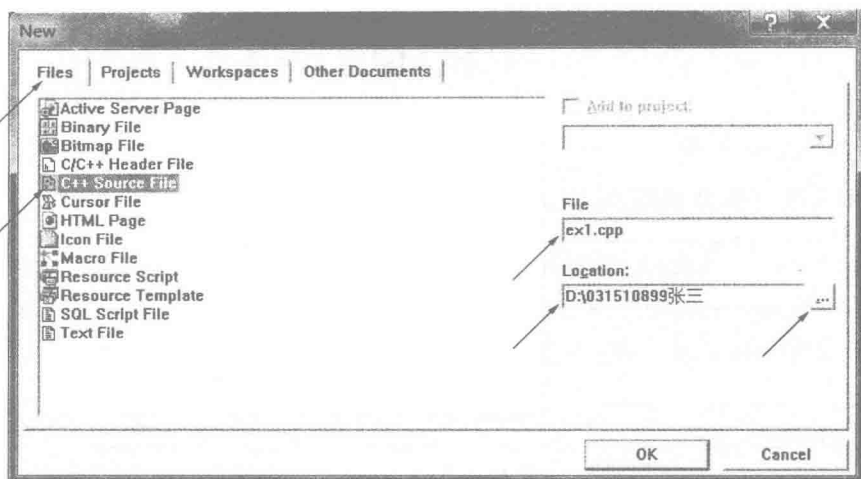 New
Files
Projects
Workspaces
Other Documents
Active Server Page
Binary File
Bitmap File
C/C++ Header File
C++ Source File
Cursor File
HTML Page
Icon File
Macro File
Resource Script
Resource Template
SQL Script File
Text File
Add to project:
File
ex1.cpp
Location:
D:\031510899张三
...
OK
Cancel